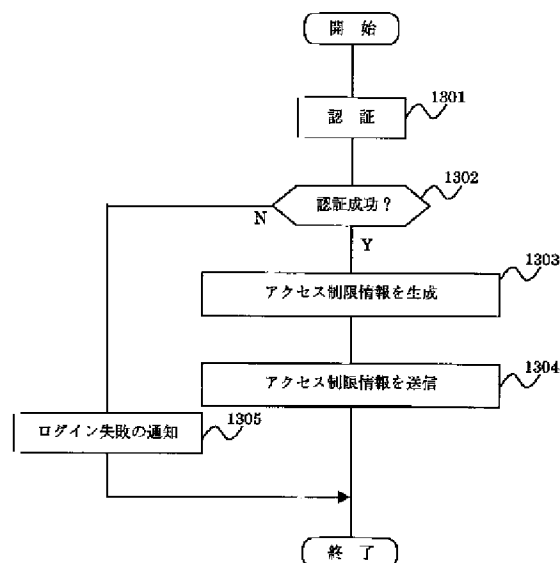 開 始
1301
認 証
1302
認証成功?
N
Y
1303
アクセス制限情報を生成
1304
アクセス制限情報を送信
1305
ログイン失敗の通知
終 了